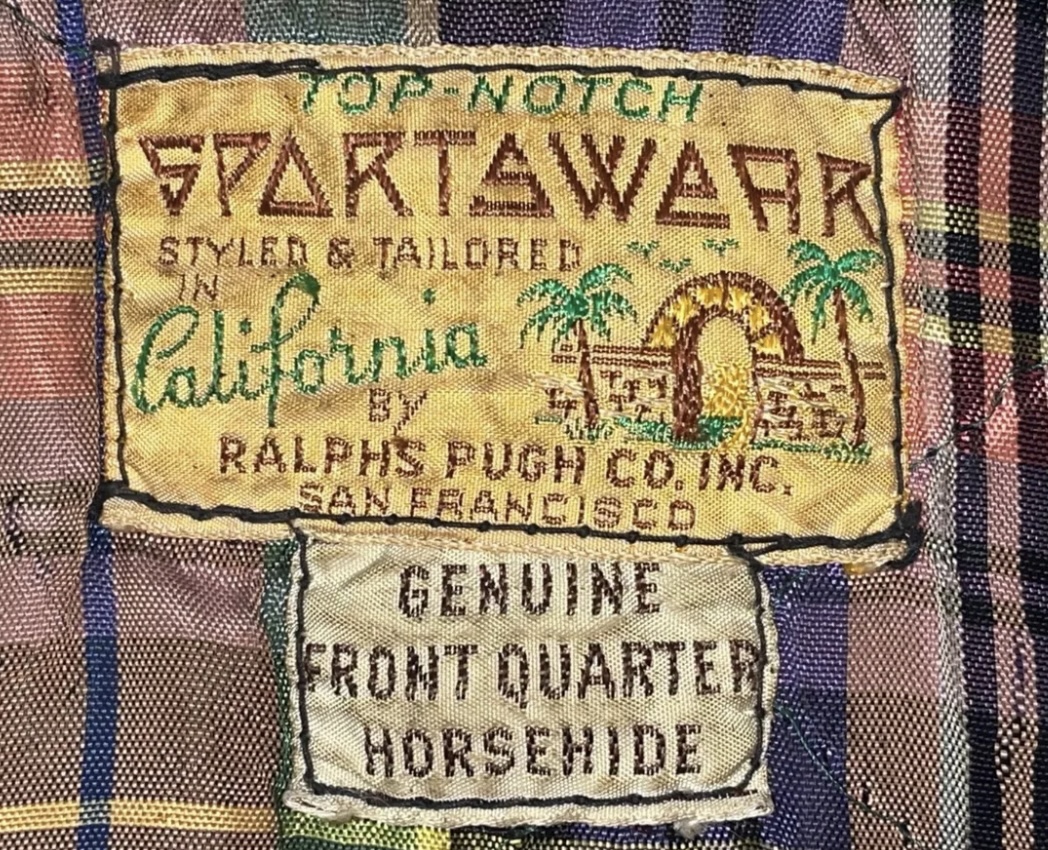 TOP-NOTCH
SPORTSWEAR
STYLED & TAILORED
IN
California
BY
RALPHS PUGH CO. INC.
SAN FRANCISCO
GENUINE
FRONT QUARTER
HORSEHIDE